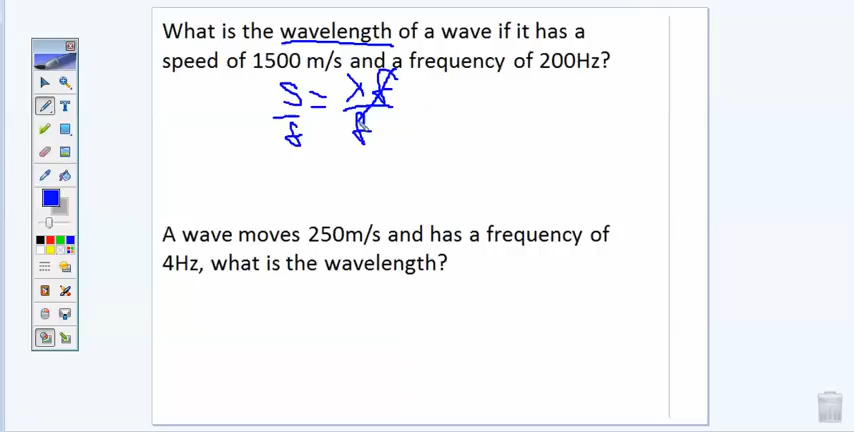 What is the wavelength of a wave if it has a
speed of 1500 m/s and a frequency of 200Hz?
S = λf
f f
A wave moves 250m/s and has a frequency of
4Hz, what is the wavelength?